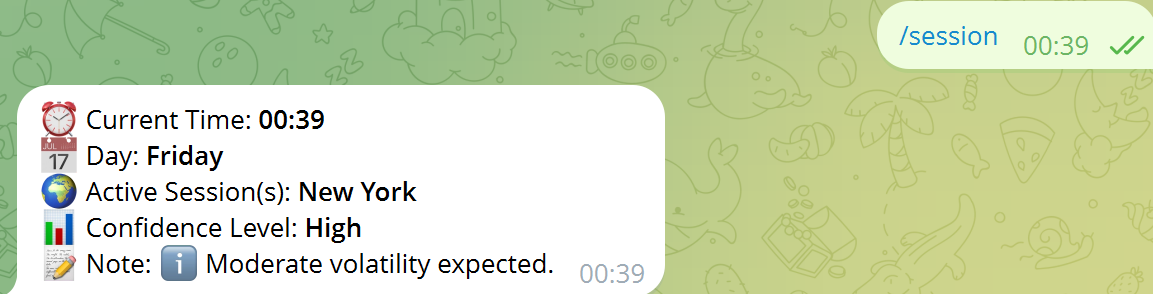 /session 00:39
Current Time: 00:39
Day: Friday
Active Session(s): New York
Confidence Level: High
Note: Moderate volatility expected. 00:39